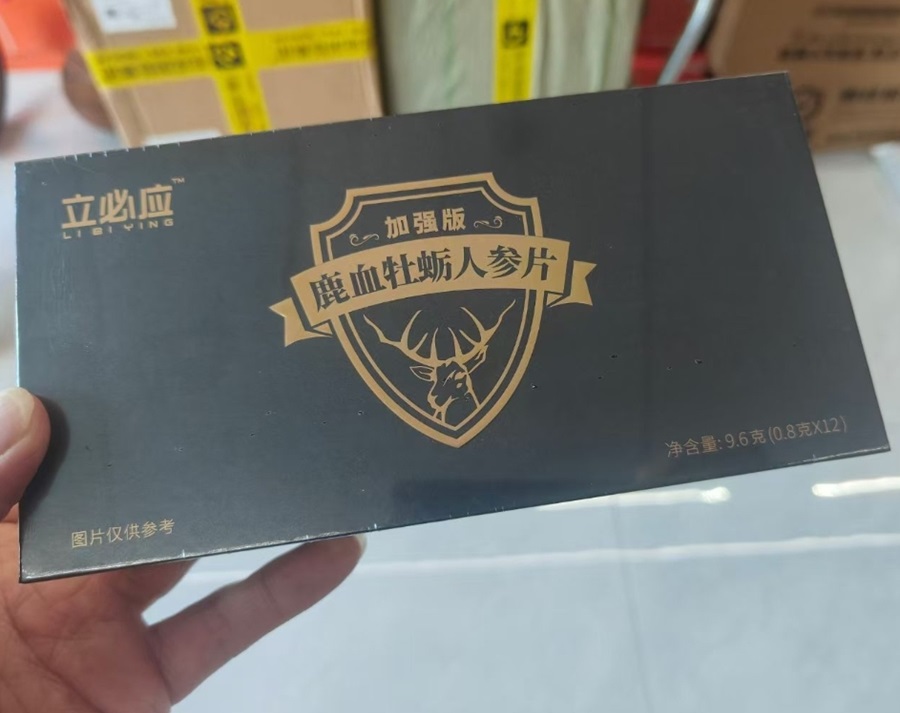 立必应™
LI BI YING
加强版
鹿血牡蛎人参片
净含量: 9.6克 (0.8克X12)
图片仅供参考